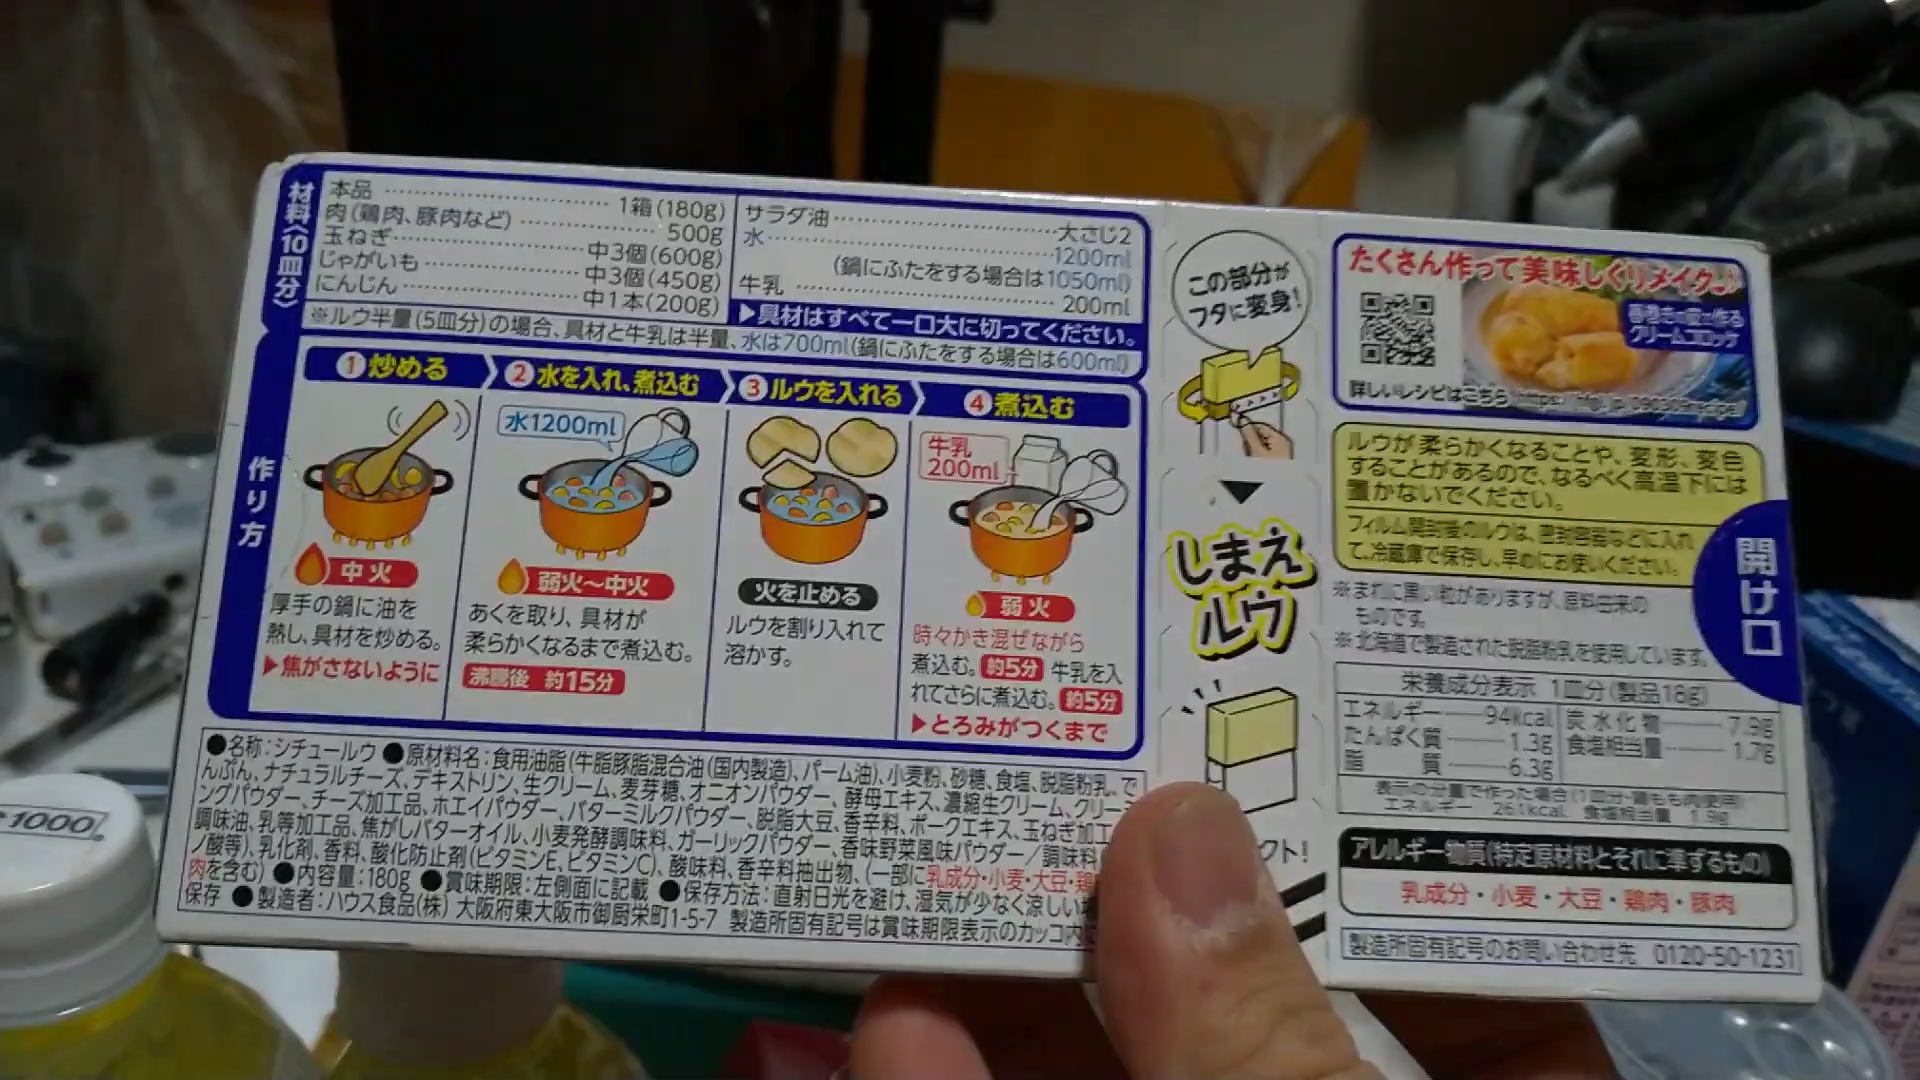 材料〈10皿分〉
本品 1箱(180g)
肉(鶏肉、豚肉など) 500g
玉ねぎ 中3個(600g)
じゃがいも 中3個(450g)
にんじん 中1本(200g)
サラダ油 大さじ2
水 1200ml
(鍋にふたをする場合は1050ml)
牛乳 200ml
▶具材はすべて一口大に切ってください。
※ルウ半量(5皿分)の場合、具材と牛乳は半量、水は700ml(鍋にふたをする場合は600ml)
作り方
①炒める
中火
厚手の鍋に油を
熱し、具材を炒める。
▶焦がさないように
②水を入れ、煮込む
水1200ml
弱火〜中火
あくを取り、具材が
柔らかくなるまで煮込む。
沸騰後 約15分
③ルウを入れる
火を止める
ルウを割り入れて
溶かす。
④煮込む
牛乳
200ml
弱火
時々かき混ぜながら
煮込む。約5分 牛乳を入
れてさらに煮込む。約5分
▶とろみがつくまで
●名称:シチュールウ ●原材料名:食用油脂(牛脂豚脂混合油(国内製造)、パーム油)、小麦粉、砂糖、食塩、脱脂粉乳、で
んぷん、ナチュラルチーズ、デキストリン、生クリーム、麦芽糖、オニオンパウダー、酵母エキス、濃縮生クリーム、クリーミ
ングパウダー、チーズ加工品、ホエイパウダー、バターミルクパウダー、脱脂大豆、香辛料、ポークエキス、玉ねぎ加工
調味油、乳等加工品、焦がしバターオイル、小麦発酵調味料、ガーリックパウダー、香味野菜風味パウダー/調味料(
ノ酸等)、乳化剤、香料、酸化防止剤(ビタミンE、ビタミンC)、酸味料、香辛料抽出物、(一部に乳成分・小麦・大豆・鶏
肉を含む) ●内容量:180g ●賞味期限:左側面に記載 ●保存方法:直射日光を避け、湿気が少なく涼しい
保存 ●製造者:ハウス食品(株) 大阪府東大阪市御厨栄町1-5-7 製造所固有記号は賞味期限表示のカッコ内
この部分が
フタに変身!
しまえ
ルウ
クト!
たくさん作って美味しくリメイク♪
春巻きの皮で作る
クリームコロッケ
詳しいレシピはこちら
ルウが柔らかくなることや、変形、変色
することがあるので、なるべく高温下には
置かないでください。
フィルム開封後のルウは、密封容器などに入れ
て、冷蔵庫で保存し、早めにお使いください。
※まれに黒い粒がありますが、原料由来の
ものです。
※北海道で製造された脱脂粉乳を使用しています。
開け口
栄養成分表示 1皿分(製品18g)
エネルギー 94kcal
たんぱく質 1.3g
脂質 6.3g
炭水化物 7.9g
食塩相当量 1.7g
表示の分量で作った場合(1皿分・鶏もも肉使用)
エネルギー 261kcal 食塩相当量 1.9g
アレルギー物質(特定原材料とそれに準ずるもの)
乳成分・小麦・大豆・鶏肉・豚肉
製造所固有記号のお問い合わせ先 0120-50-1231
1000